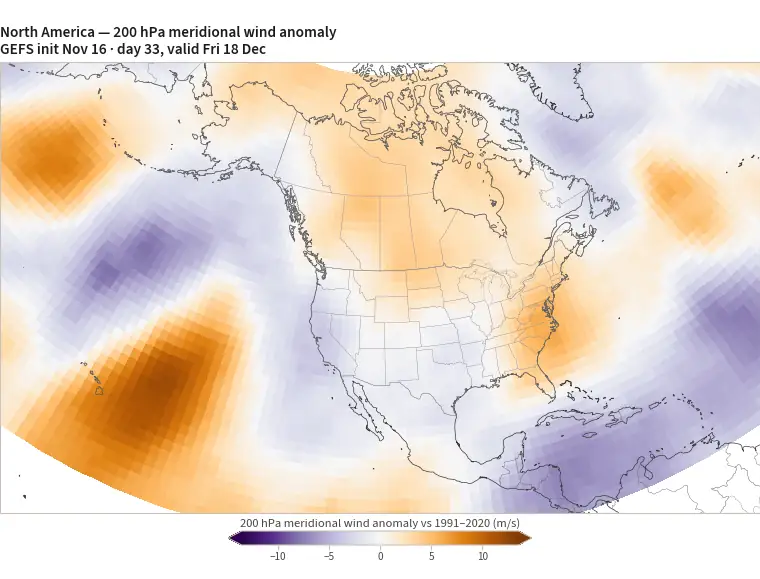 North America — 200 hPa meridional wind anomaly
GEFS init Nov 16 · day 33, valid Fri 18 Dec
200 hPa meridional wind anomaly vs 1991–2020 (m/s)
−10 −5 0 5 10